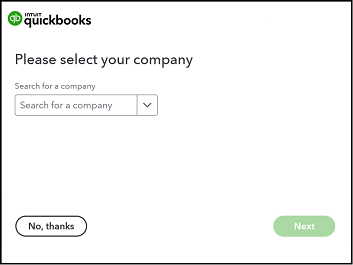 INTUIT
quickbooks
Please select your company
Search for a company
Search for a company
No, thanks
Next